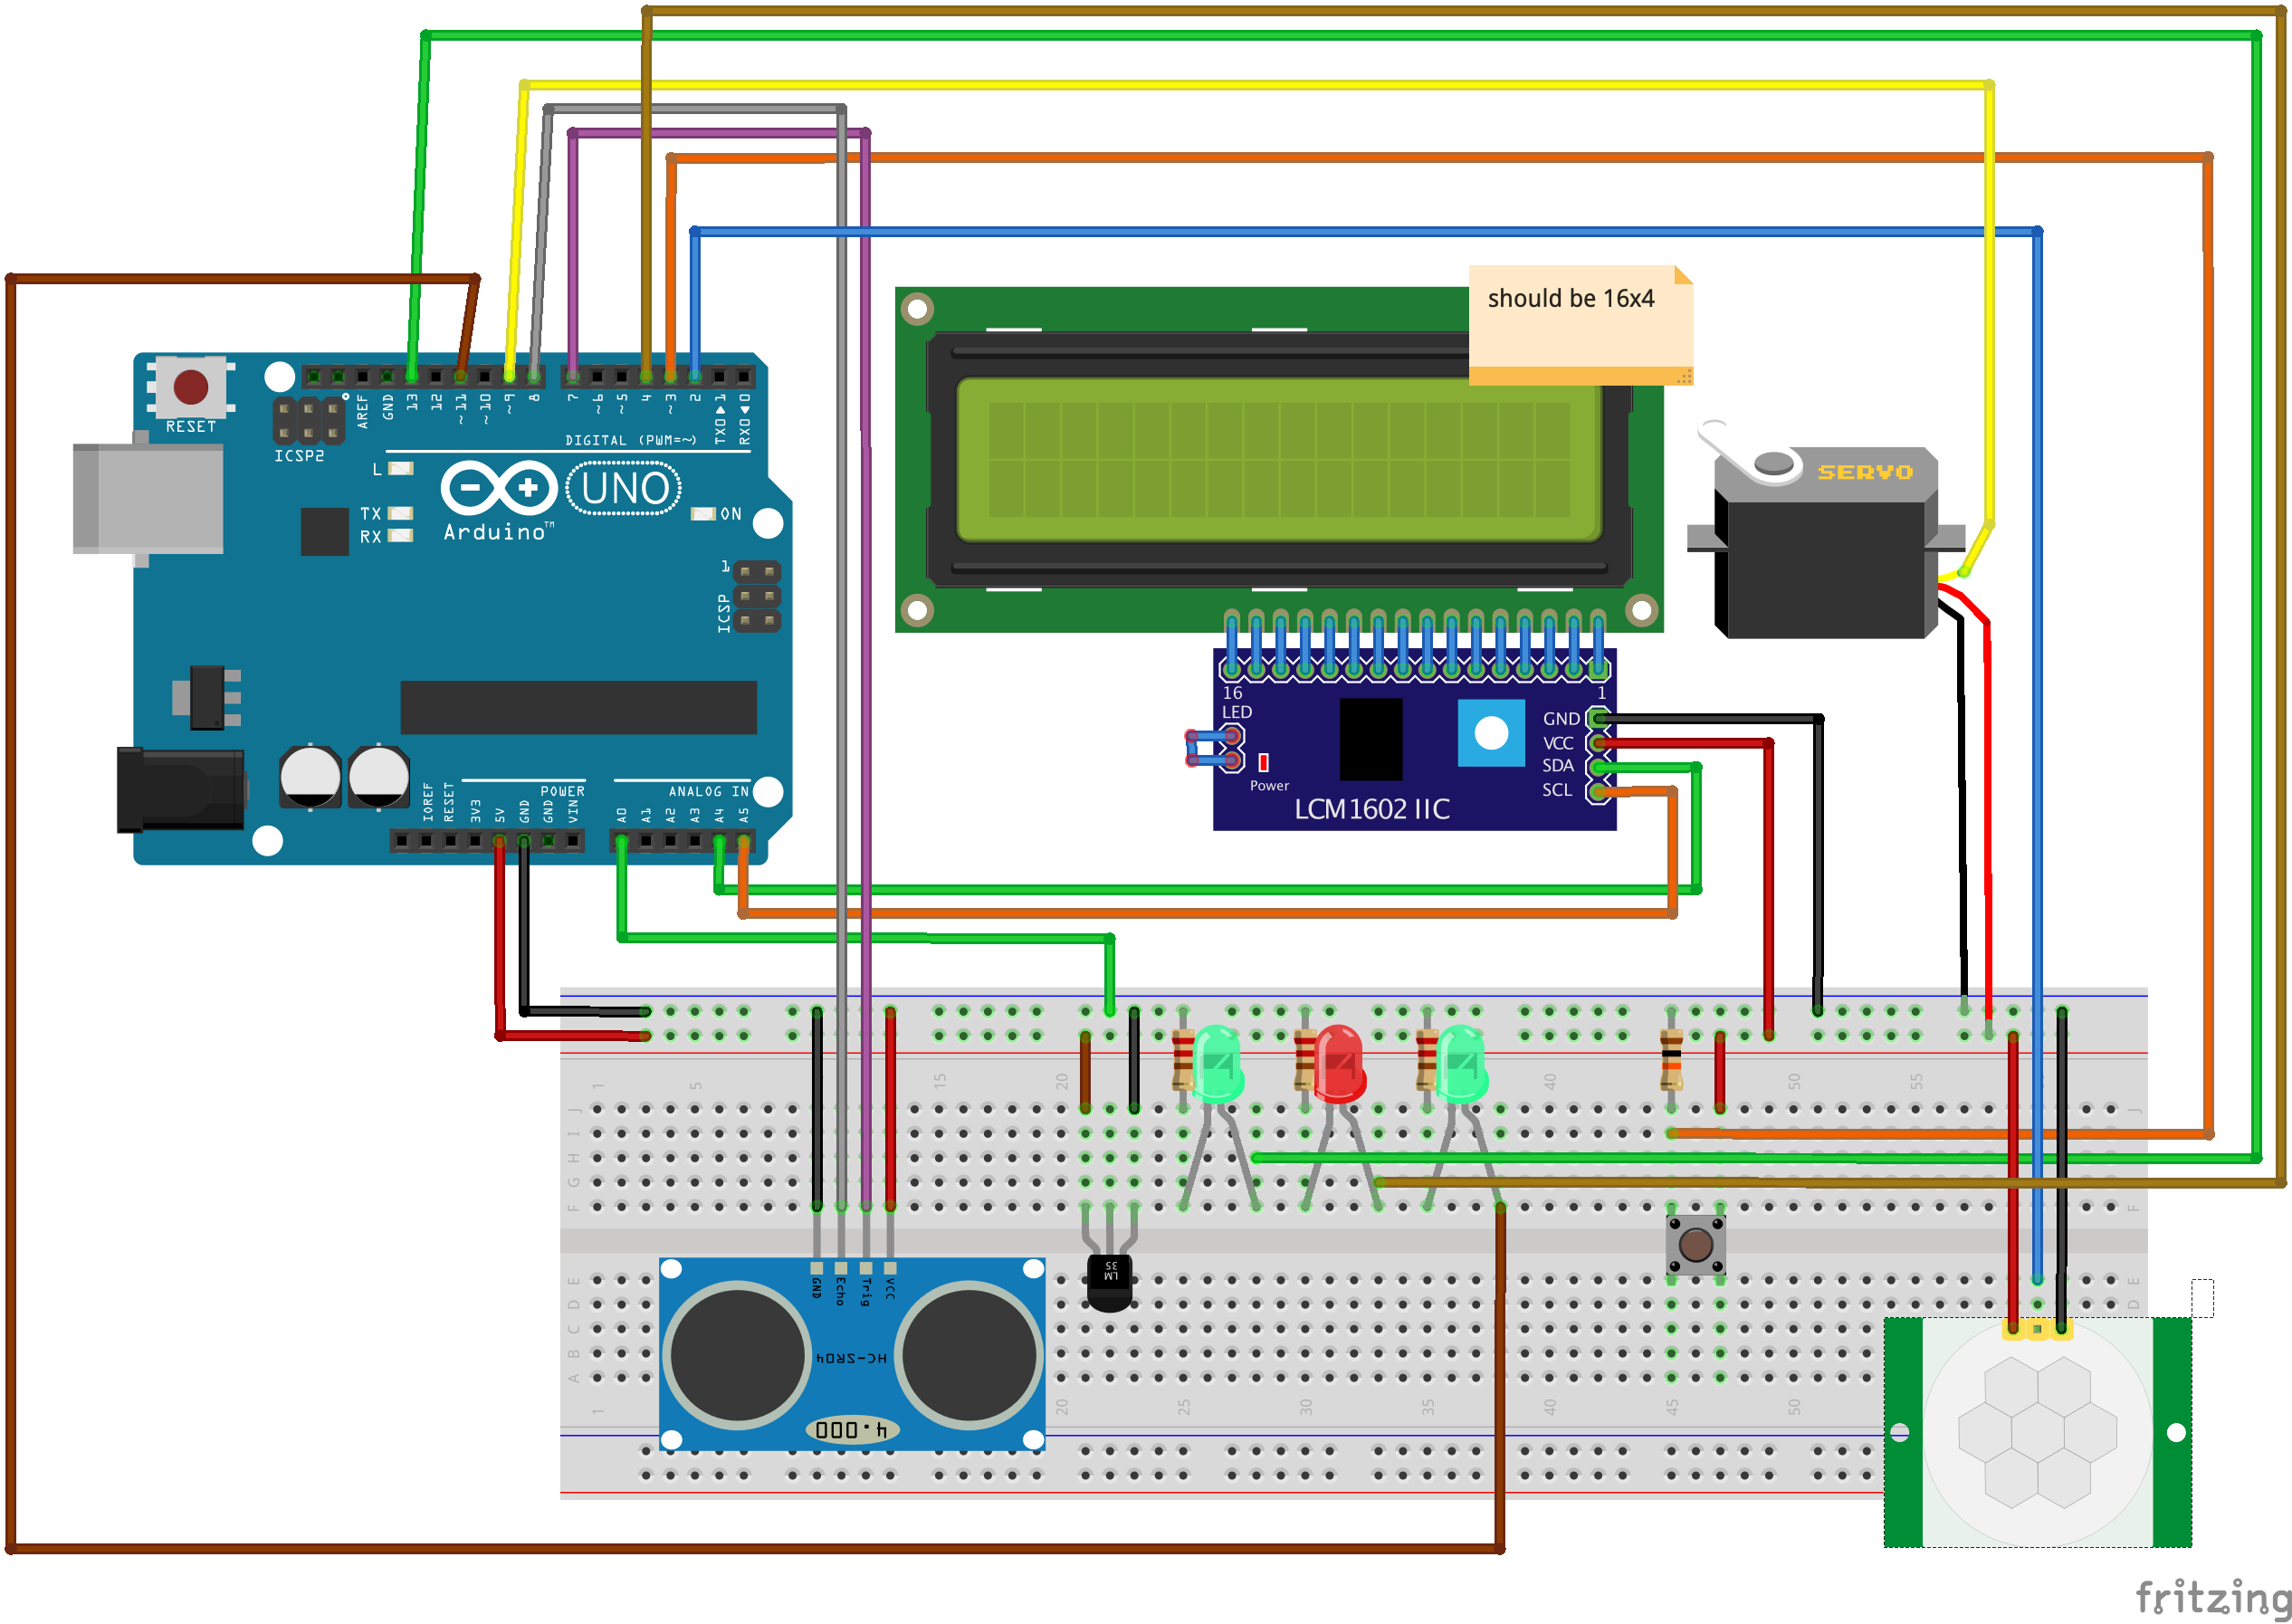 should be 16x4
RESET
ICSP2
AREF
GND
13
12
~11
~10
~9
8
7
~6
~5
4
~3
2
TX0▶1
RX0◀0
DIGITAL (PWM=~)
L
TX
RX
UNO
ON
Arduino™
1
ICSP
SERVO
16
1
LED
Power
GND
VCC
SDA
SCL
LCM1602 IIC
POWER
ANALOG IN
IOREF
RESET
3V3
5V
GND
GND
VIN
A0
A1
A2
A3
A4
A5
1
5
15
20
40
50
55
J
I
H
G
F
J
F
LM
35
GND
Echo
Trig
VCC
HC-SR04
4.000
E
D
C
B
A
E
D
1
20
25
30
35
40
45
50
fritzing